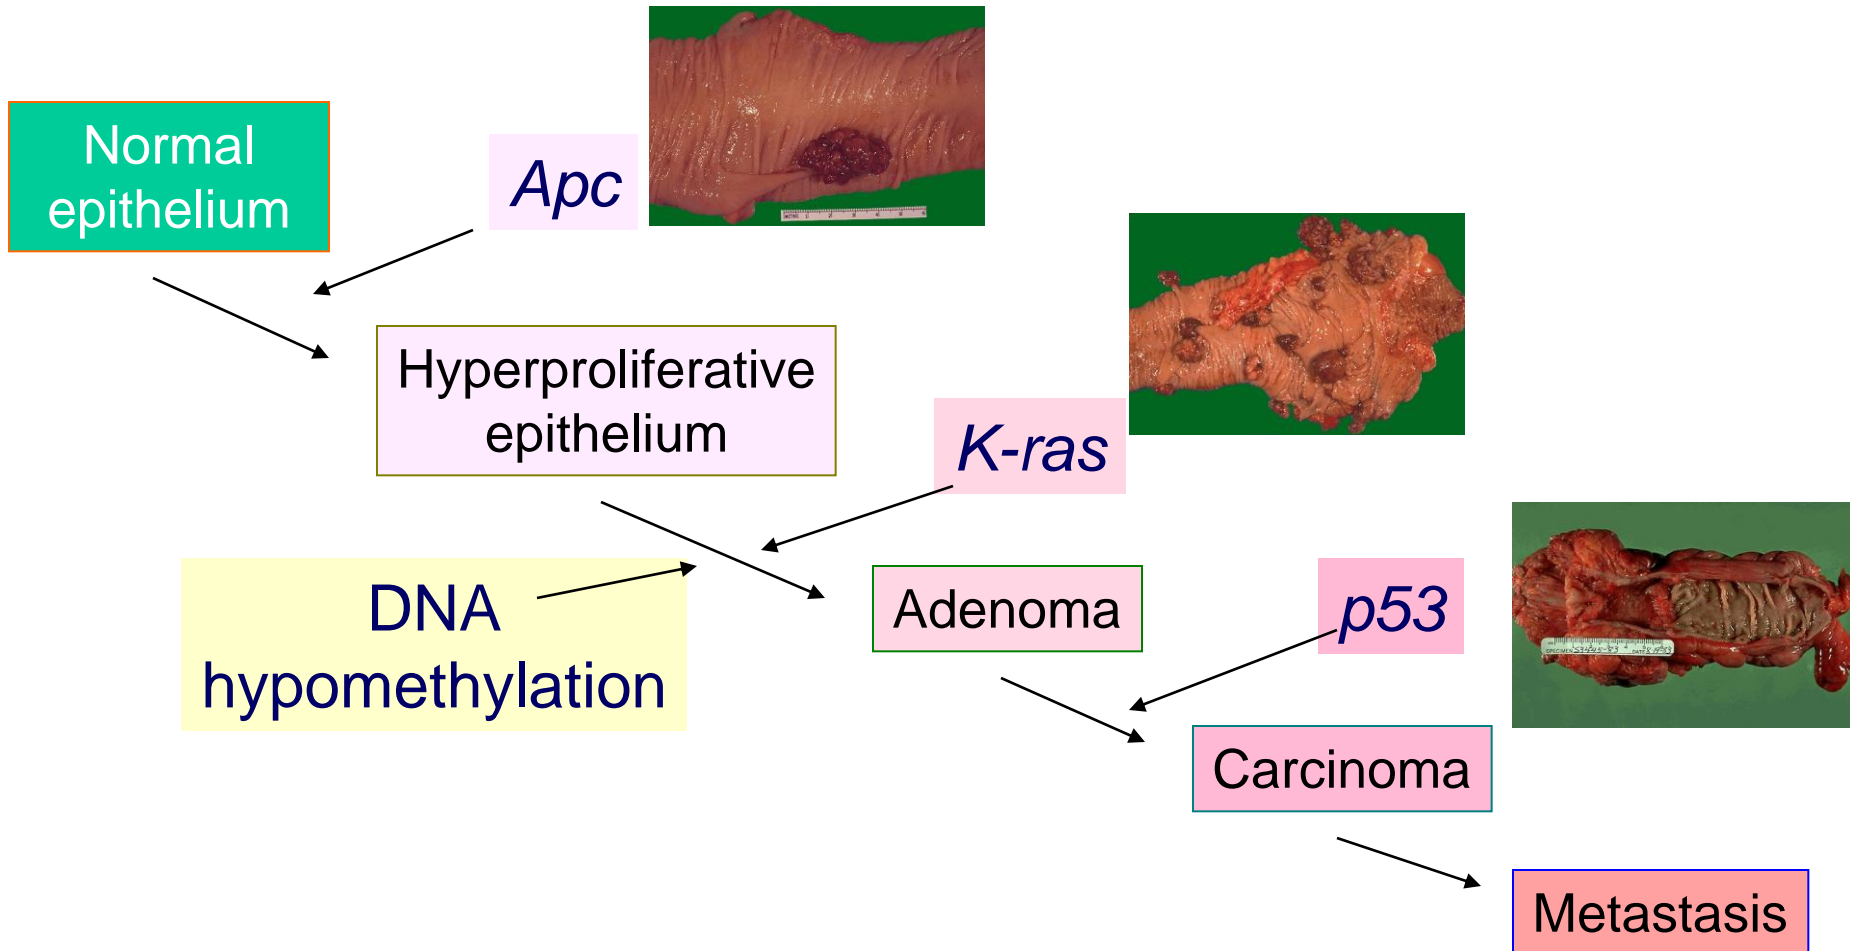 Normal
epithelium
Apc
Hyperproliferative
epithelium
K-ras
DNA
hypomethylation
Adenoma
p53
Carcinoma
Metastasis